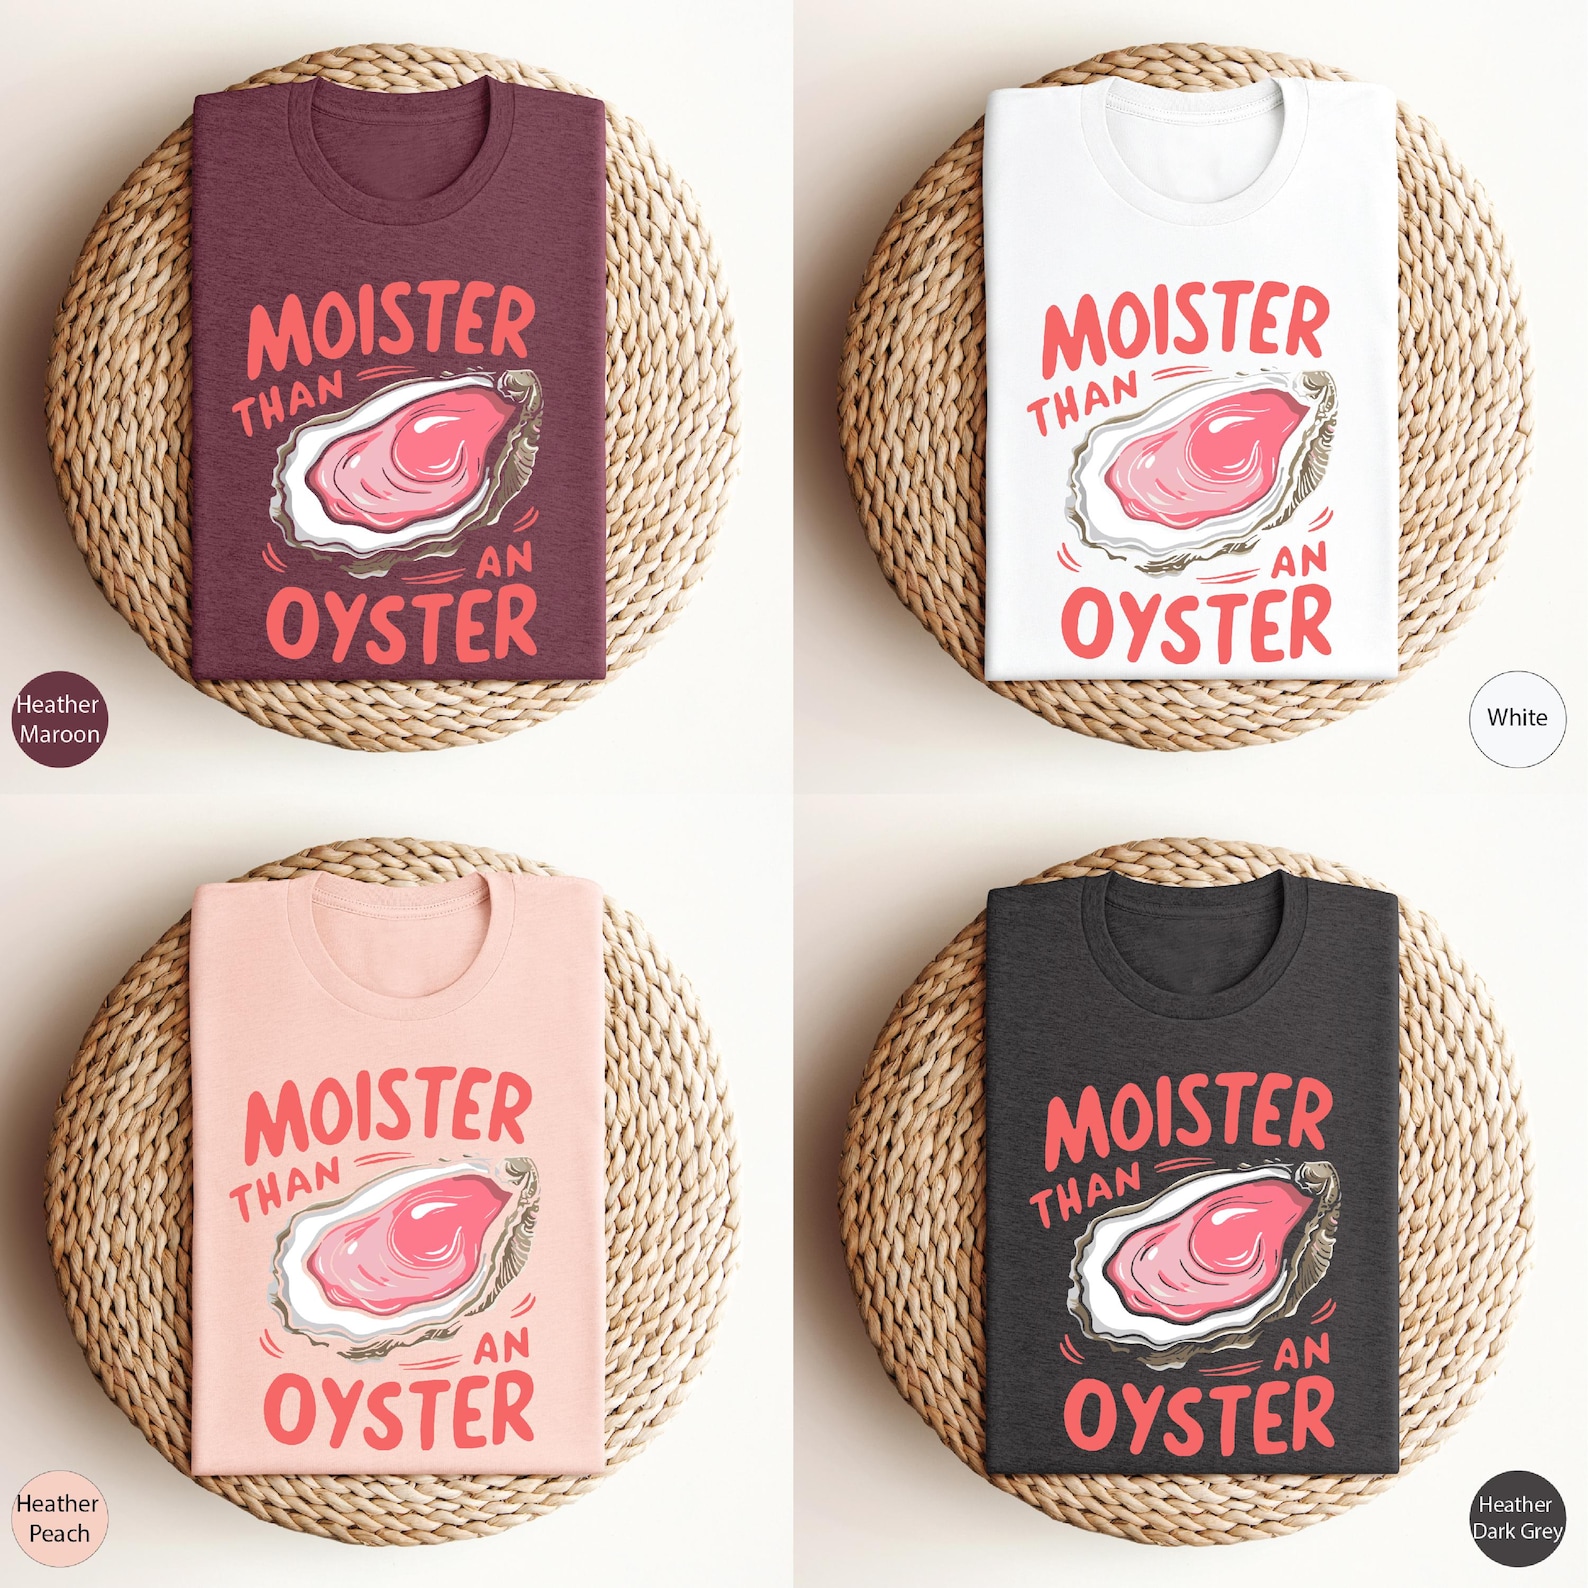 MOISTER
THAN
AN
OYSTER
Heather
Maroon
MOISTER
THAN
AN
OYSTER
White
MOISTER
THAN
AN
OYSTER
Heather
Peach
MOISTER
THAN
AN
OYSTER
Heather
Dark Grey